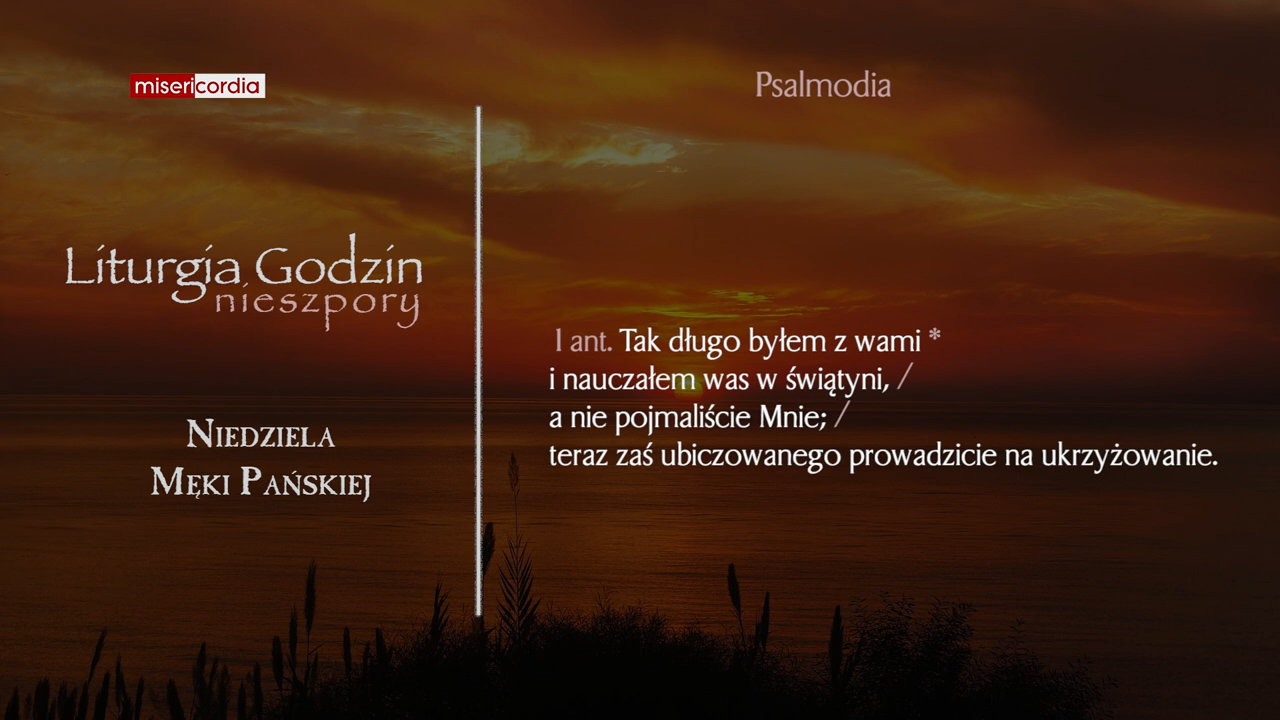 misericordia
Liturgia Godzin
nieszpory
Niedziela
Męki Pańskiej
Psalmodia
1 ant. Tak długo byłem z wami *
i nauczałem was w świątyni, /
a nie pojmaliście Mnie; /
teraz zaś ubiczowanego prowadzicie na ukrzyżowanie.